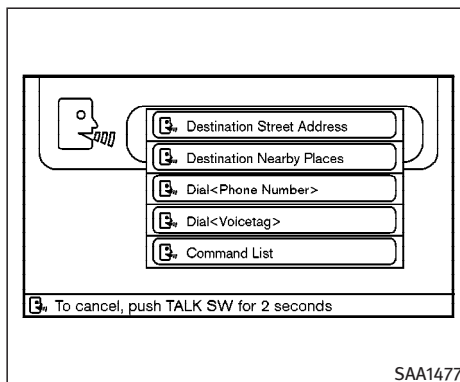 Destination Street Address
Destination Nearby Places
Dial<Phone Number>
Dial<Voicetag>
Command List
To cancel, push TALK SW for 2 seconds
SAA1477